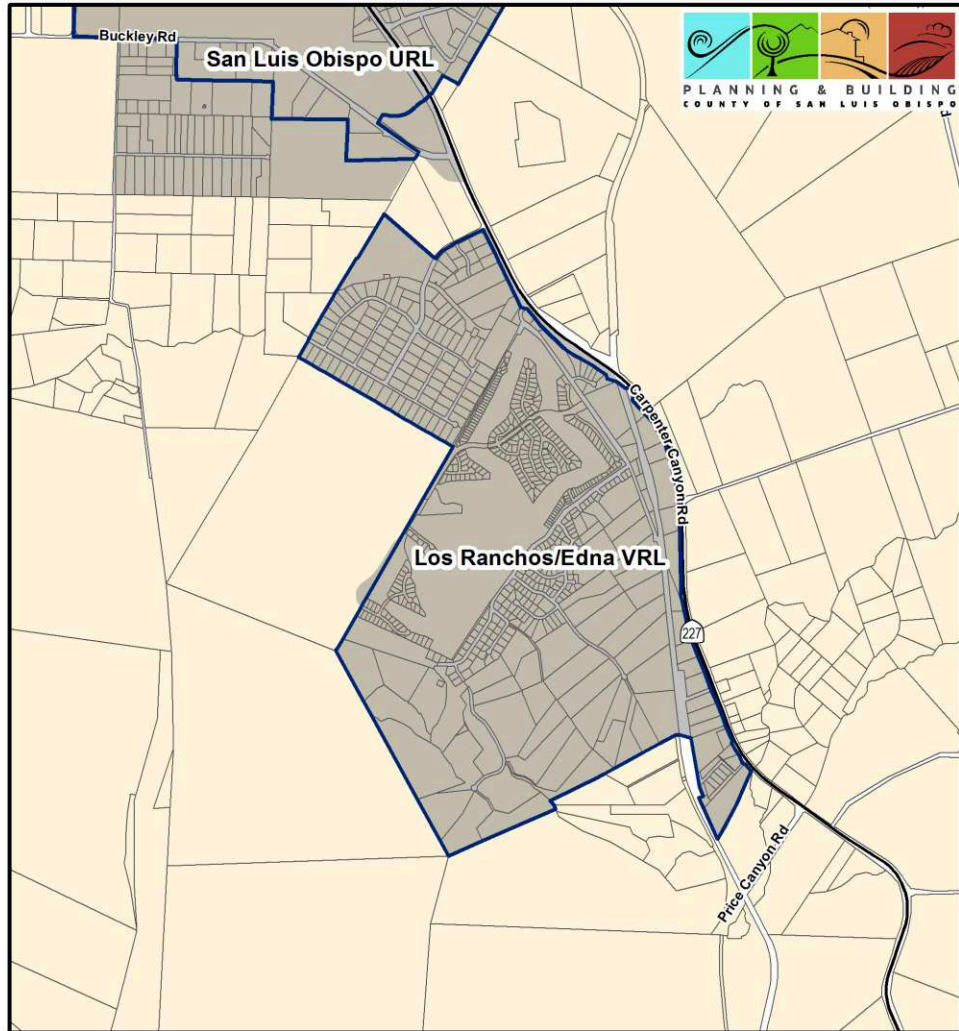 Buckley Rd
San Luis Obispo URL
PLANNING & BUILDING
COUNTY OF SAN LUIS OBISPO
Carpenter Canyon Rd
Los Ranchos/Edna VRL
227
Price Canyon Rd